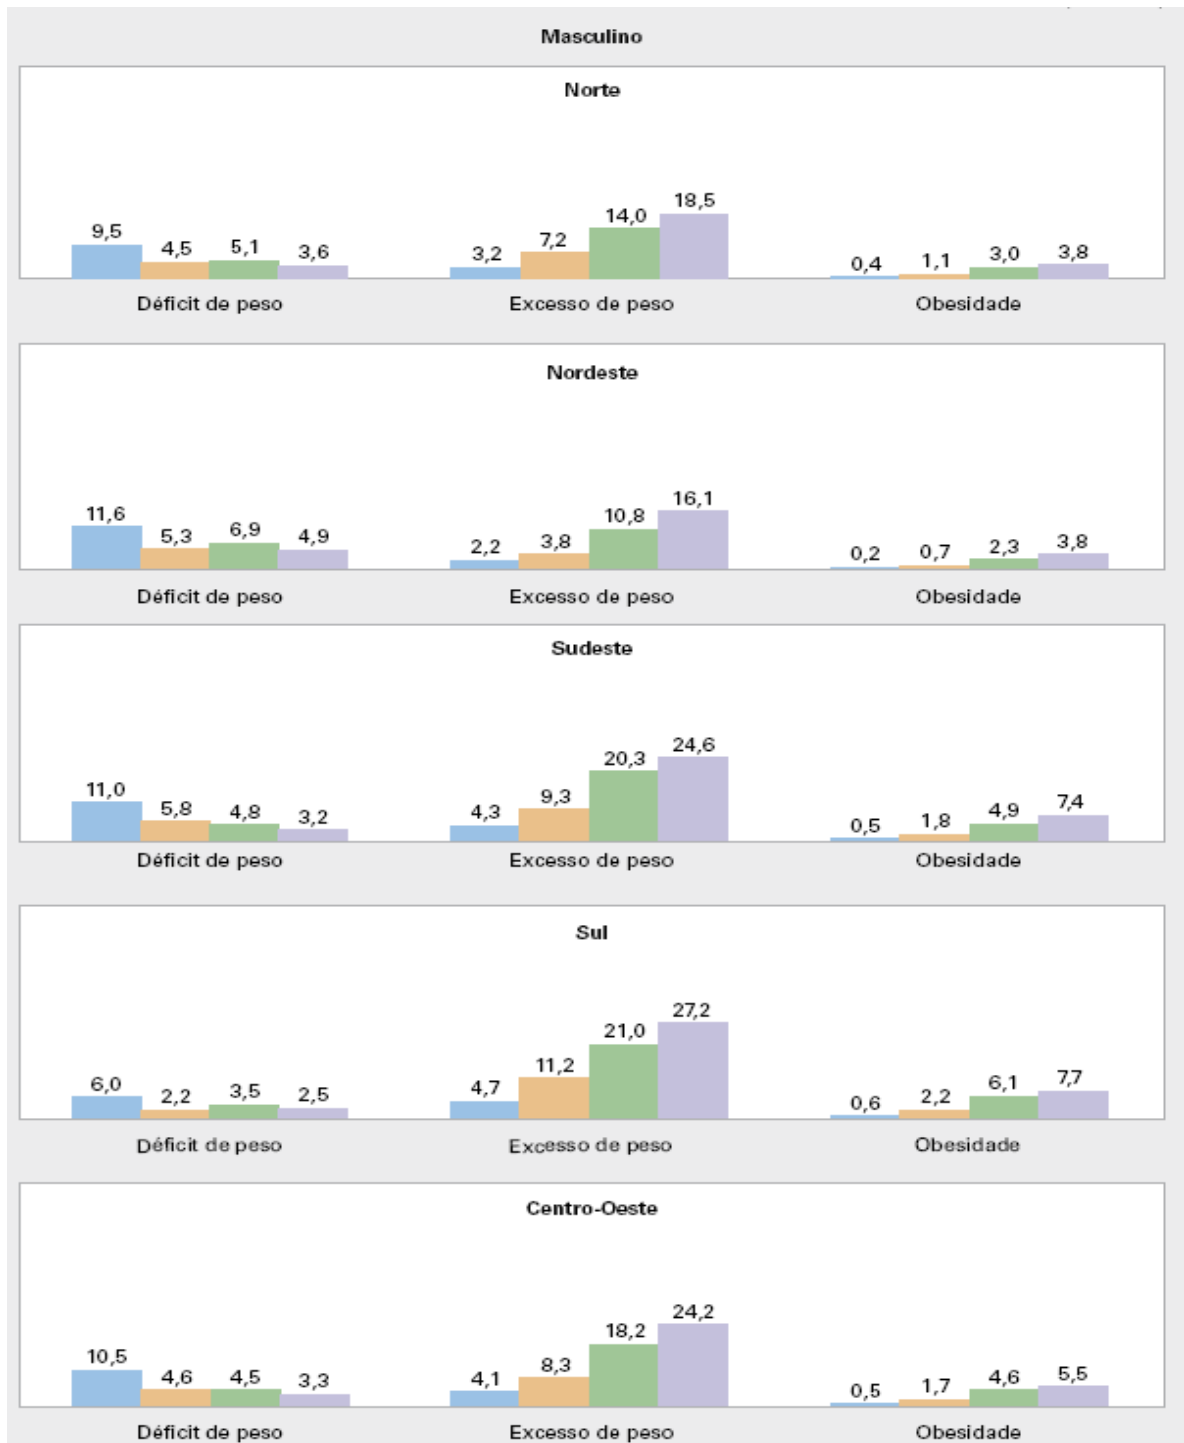 Masculino
Norte
9,5 4,5 5,1 3,6 3,2 7,2 14,0 18,5 0,4 1,1 3,0 3,8
Déficit de peso Excesso de peso Obesidade
Nordeste
11,6 5,3 6,9 4,9 2,2 3,8 10,8 16,1 0,2 0,7 2,3 3,8
Déficit de peso Excesso de peso Obesidade
Sudeste
11,0 5,8 4,8 3,2 4,3 9,3 20,3 24,6 0,5 1,8 4,9 7,4
Déficit de peso Excesso de peso Obesidade
Sul
6,0 2,2 3,5 2,5 4,7 11,2 21,0 27,2 0,6 2,2 6,1 7,7
Déficit de peso Excesso de peso Obesidade
Centro-Oeste
10,5 4,6 4,5 3,3 4,1 8,3 18,2 24,2 0,5 1,7 4,6 5,5
Déficit de peso Excesso de peso Obesidade